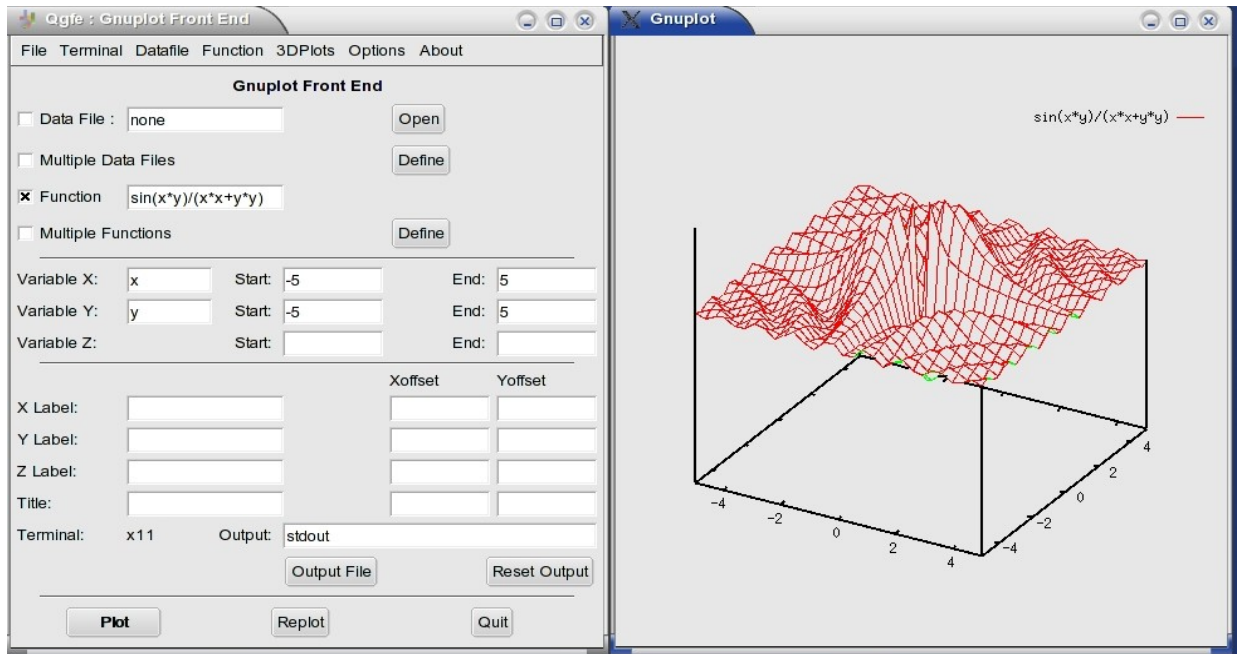 Qgfe : Gnuplot Front End
File Terminal Datafile Function 3DPlots Options About
Gnuplot Front End
Data File : none Open
Multiple Data Files Define
Function sin(x*y)/(x*x+y*y)
Multiple Functions Define
Variable X: x Start: -5 End: 5
Variable Y: y Start: -5 End: 5
Variable Z: Start: End:
Xoffset Yoffset
X Label:
Y Label:
Z Label:
Title:
Terminal: x11 Output: stdout
Output File Reset Output
Plot Replot Quit
Gnuplot
sin(x*y)/(x*x+y*y)
-4
-2
0
2
4
-4
-2
0
2
4